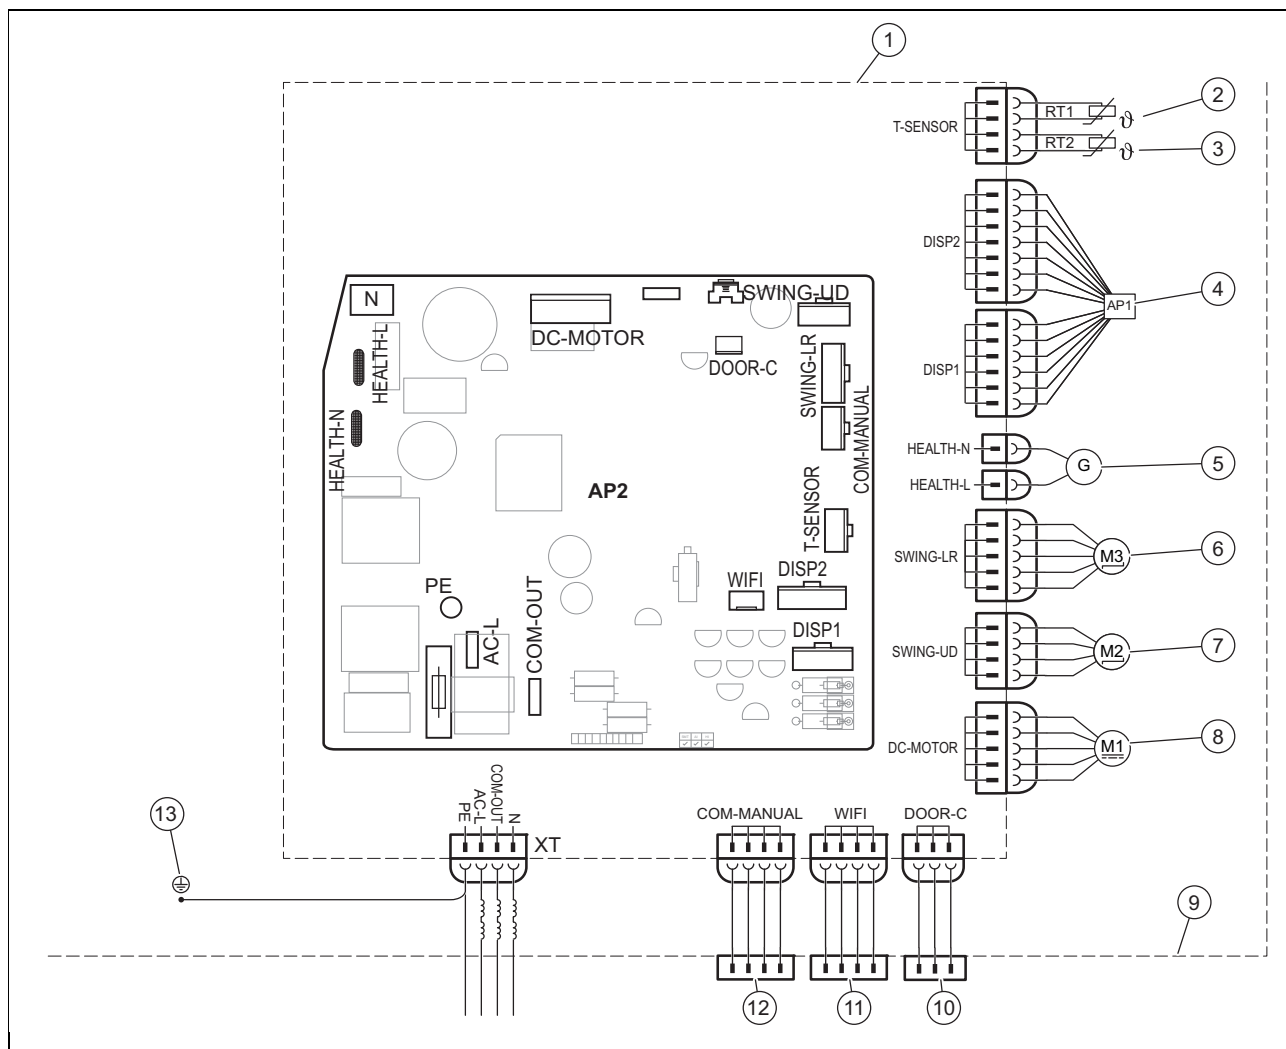 1
2
T-SENSOR
RT1
ϑ
RT2
ϑ
3
DISP2
AP1
4
DISP1
HEALTH-N
G
5
HEALTH-L
SWING-LR
M3
6
SWING-UD
M2
7
DC-MOTOR
M1
8
N
SWING-UD
DC-MOTOR
DOOR-C
HEALTH-L
SWING-LR
HEALTH-N
COM-MANUAL
AP2
T-SENSOR
WIFI
DISP2
PE
AC-L
COM-OUT
DISP1
PE
AC-L
COM-OUT
N
XT
COM-MANUAL
WIFI
DOOR-C
13
9
12
11
10